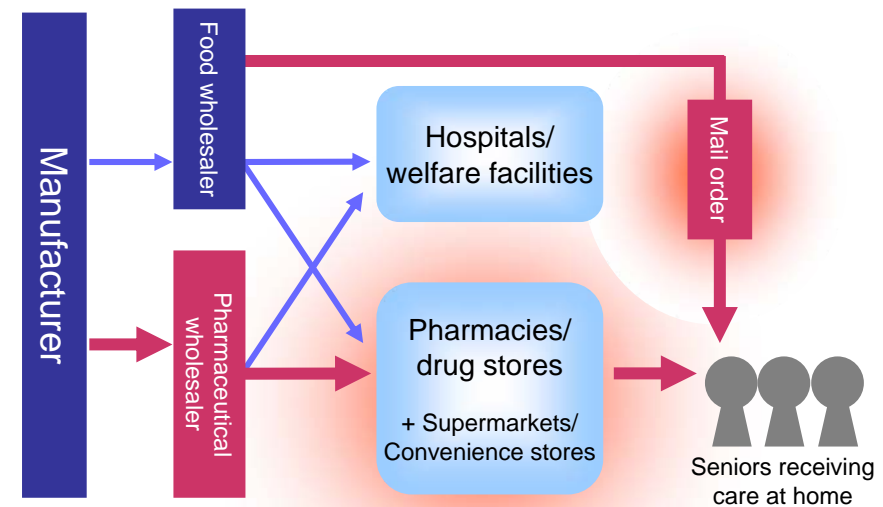 Manufacturer
Food wholesaler
Pharmaceutical
wholesaler
Hospitals/
welfare facilities
Pharmacies/
drug stores
+ Supermarkets/
Convenience stores
Mail order
Seniors receiving
care at home